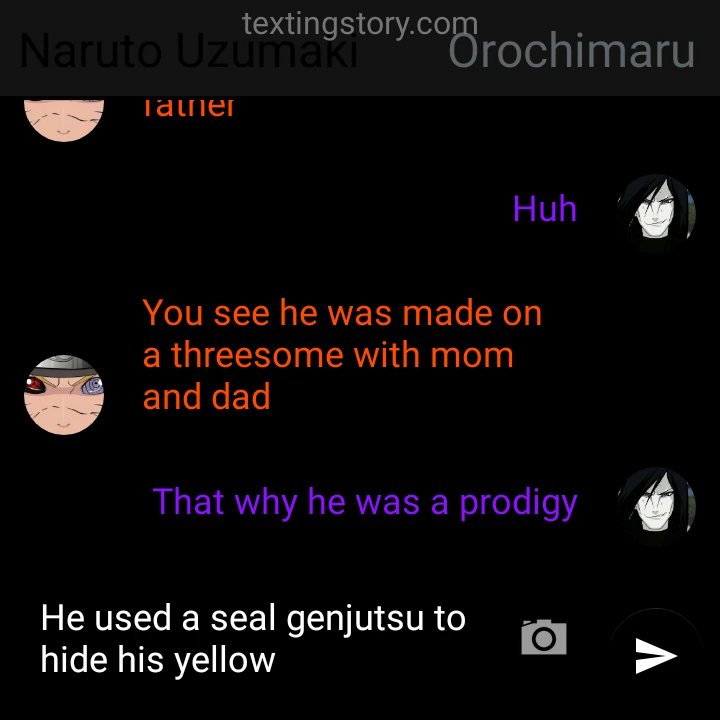 textingstory.com
Naruto Uzumaki Orochimaru
father
Huh
You see he was made on
a threesome with mom
and dad
That why he was a prodigy
He used a seal genjutsu to
hide his yellow